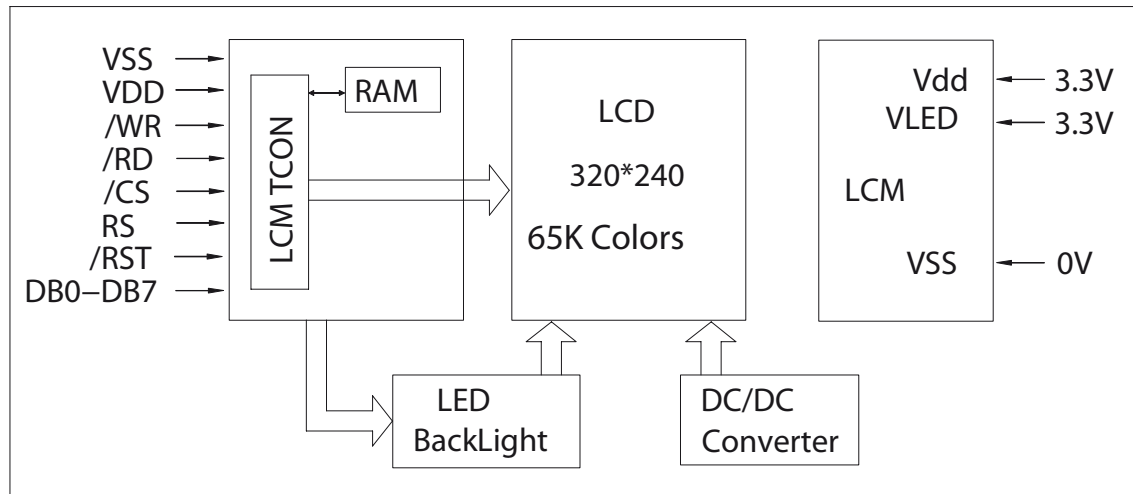 VSS
VDD
/WR
/RD
/CS
RS
/RST
DB0–DB7
LCM TCON
RAM
LCD
320*240
65K Colors
LED
BackLight
DC/DC
Converter
Vdd
3.3V
VLED
3.3V
LCM
VSS
0V